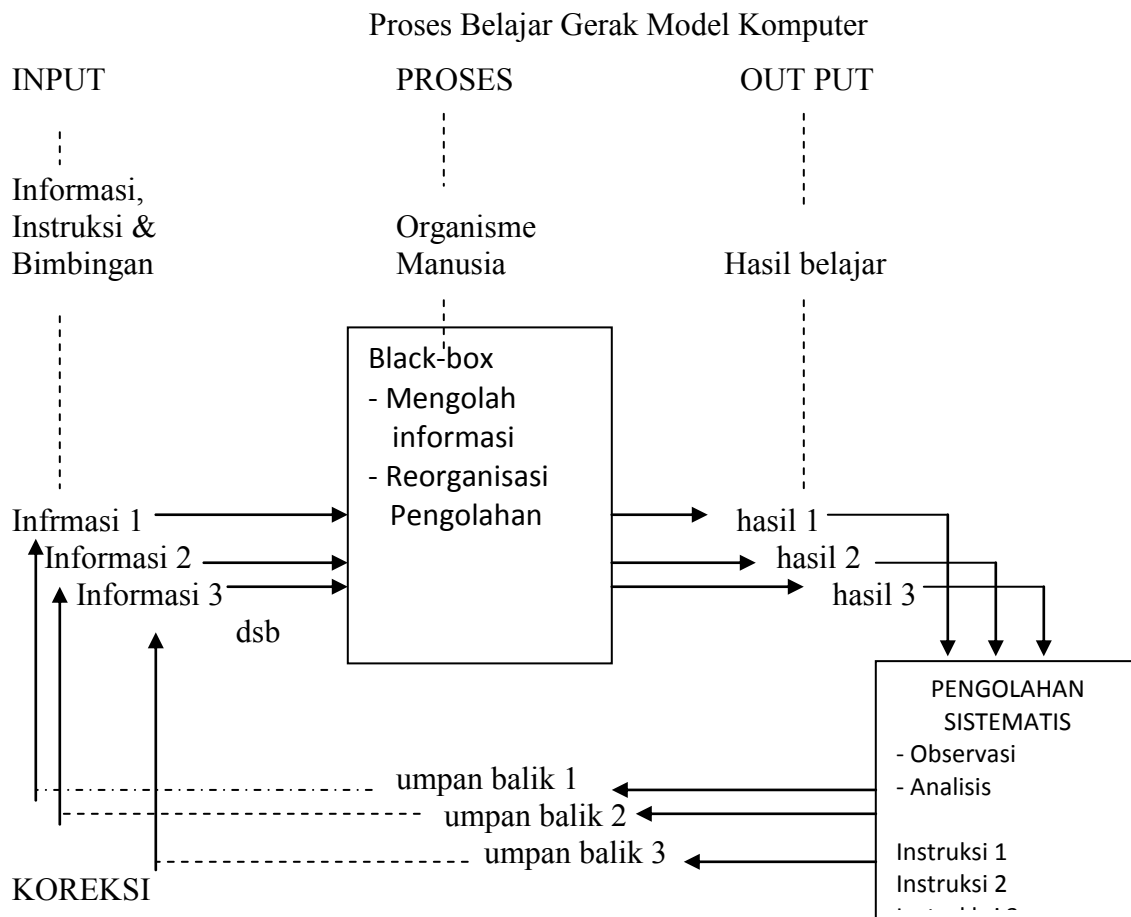 Proses Belajar Gerak Model Komputer
INPUT PROSES OUT PUT
Informasi,
Instruksi &
Bimbingan
Organisme
Manusia
Hasil belajar
Black-box
- Mengolah
informasi
- Reorganisasi
Pengolahan
Infrmasi 1
Informasi 2
Informasi 3
dsb
hasil 1
hasil 2
hasil 3
PENGOLAHAN
SISTEMATIS
- Observasi
- Analisis
Instruksi 1
Instruksi 2
umpan balik 1
umpan balik 2
umpan balik 3
KOREKSI